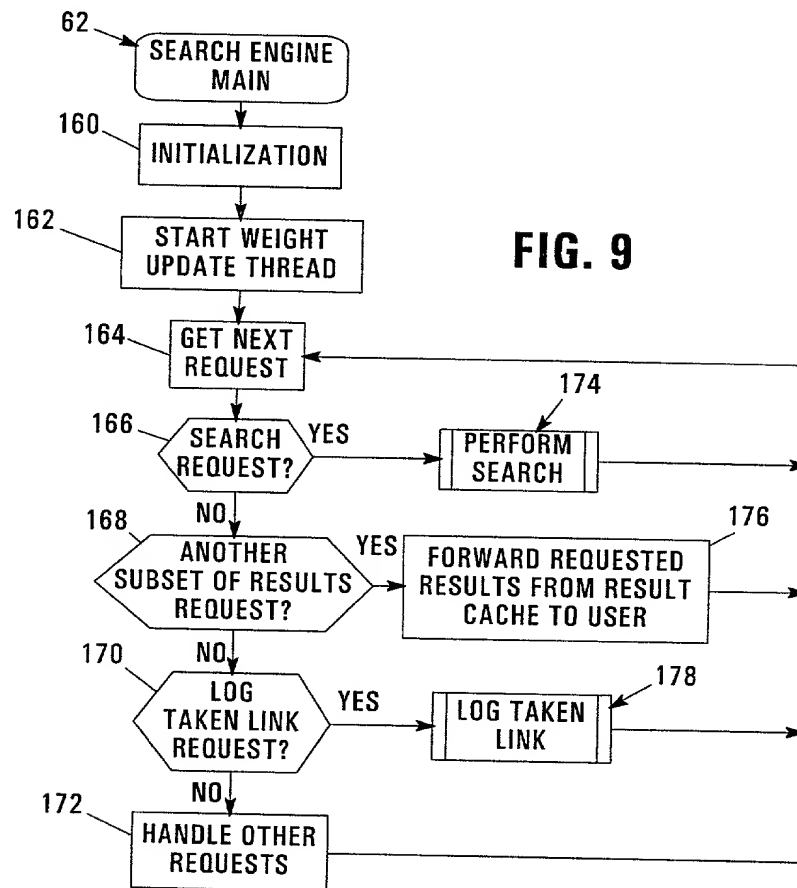 62
SEARCH ENGINE
MAIN
160
INITIALIZATION
162
START WEIGHT
UPDATE THREAD
FIG. 9
164
GET NEXT
REQUEST
174
166
SEARCH
REQUEST?
YES
PERFORM
SEARCH
NO
168
176
ANOTHER
SUBSET OF RESULTS
REQUEST?
YES
FORWARD REQUESTED
RESULTS FROM RESULT
CACHE TO USER
NO
170
178
LOG
TAKEN LINK
REQUEST?
YES
LOG TAKEN
LINK
NO
172
HANDLE OTHER
REQUESTS